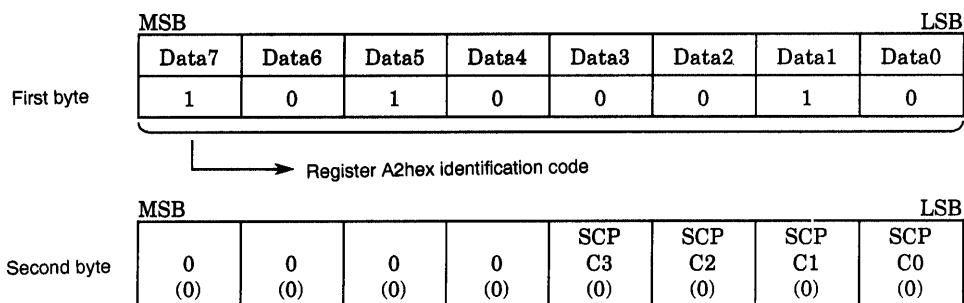 MSB LSB
Data7 Data6 Data5 Data4 Data3 Data2 Data1 Data0
First byte 1 0 1 0 0 0 1 0
Register A2hex identification code
MSB LSB
SCP SCP SCP SCP
Second byte 0 0 0 0 C3 C2 C1 C0
(0) (0) (0) (0) (0) (0) (0) (0)